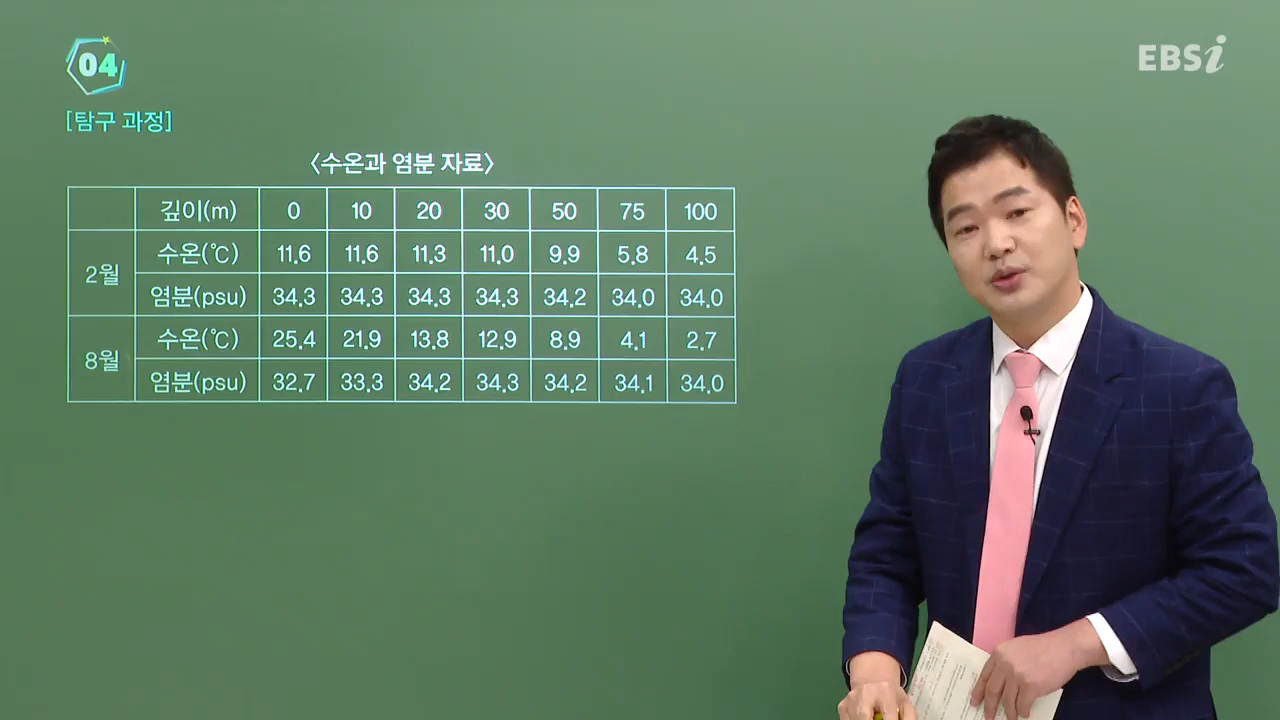 04
EBSi
[탐구 과정]
〈수온과 염분 자료〉
깊이(m) 0 10 20 30 50 75 100
2월 수온(℃) 11.6 11.6 11.3 11.0 9.9 5.8 4.5
염분(psu) 34.3 34.3 34.3 34.3 34.2 34.0 34.0
8월 수온(℃) 25.4 21.9 13.8 12.9 8.9 4.1 2.7
염분(psu) 32.7 33.3 34.2 34.3 34.2 34.1 34.0